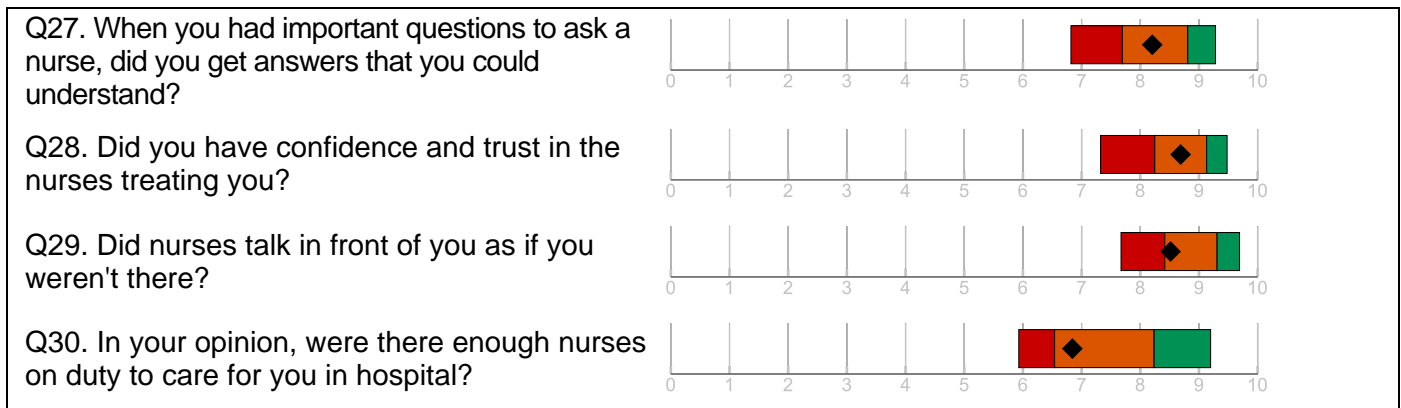 Q27. When you had important questions to ask a
nurse, did you get answers that you could
understand?
0 1 2 3 4 5 6 7 8 9 10
Q28. Did you have confidence and trust in the
nurses treating you?
0 1 2 3 4 5 6 7 8 9 10
Q29. Did nurses talk in front of you as if you
weren't there?
0 1 2 3 4 5 6 7 8 9 10
Q30. In your opinion, were there enough nurses
on duty to care for you in hospital?
0 1 2 3 4 5 6 7 8 9 10